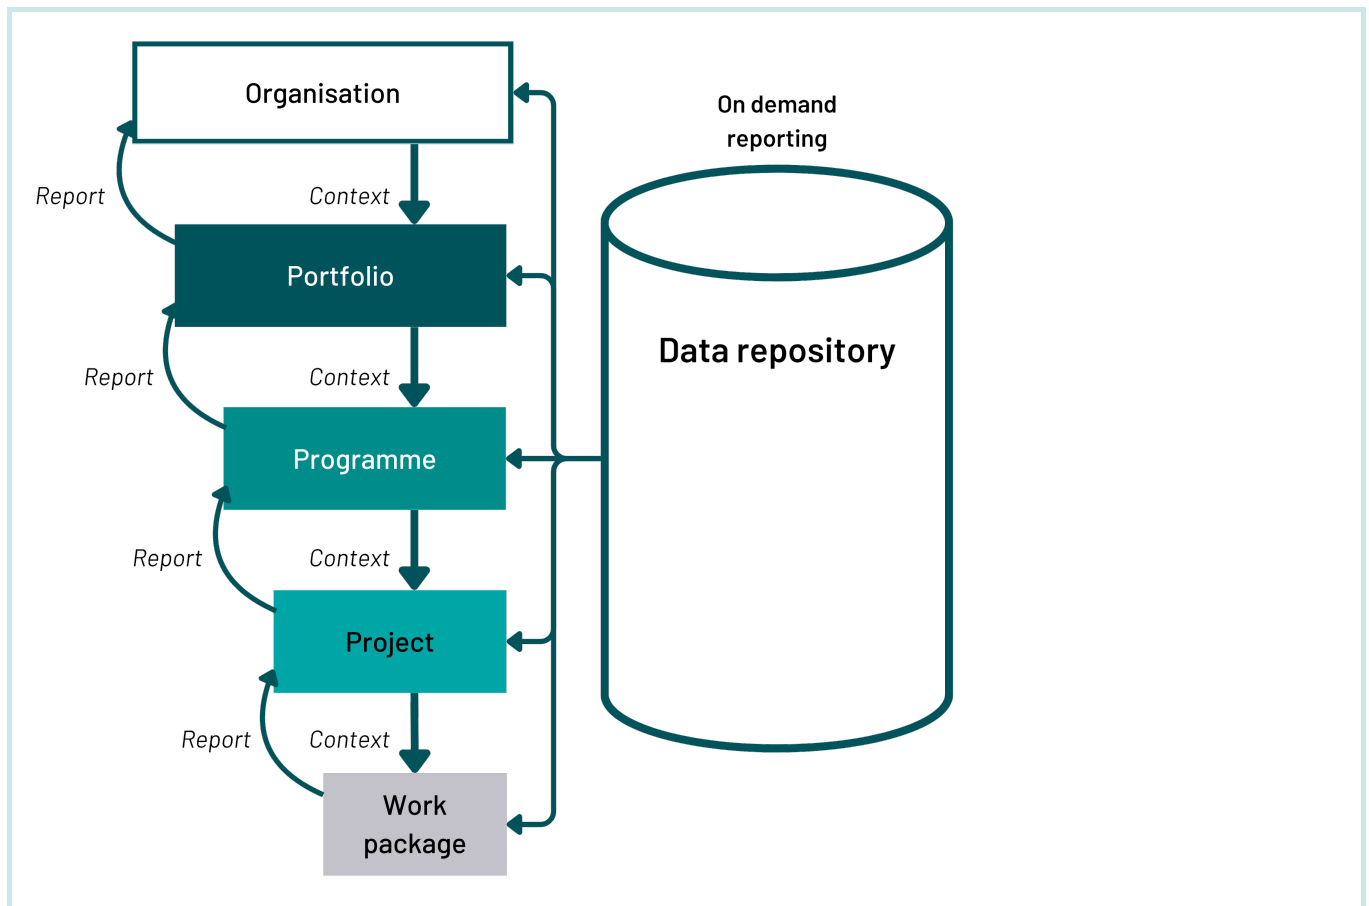 Organisation
On demand
reporting
Report
Context
Portfolio
Data repository
Report
Context
Programme
Report
Context
Project
Report
Context
Work
package